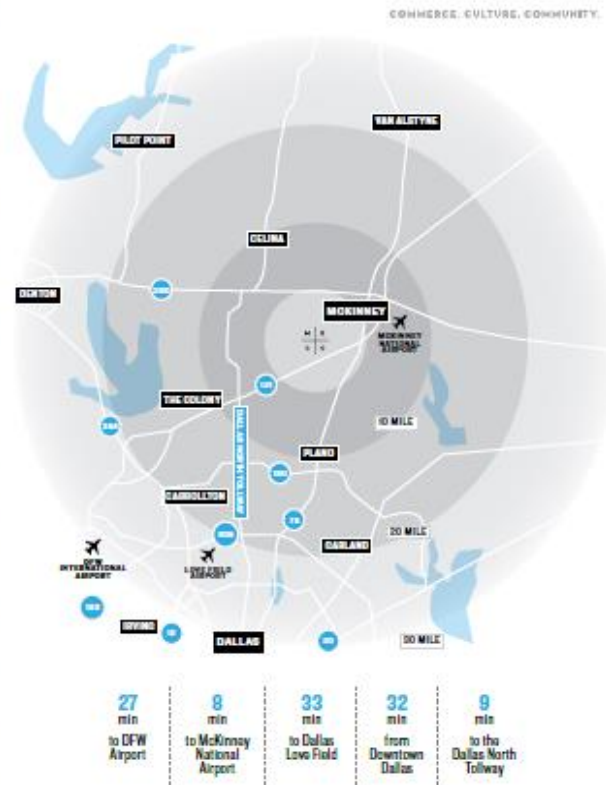 COMMERCE. CULTURE. COMMUNITY.
VAN ALSTYNE
PILOT POINT
CELINA
DENTON
380
MCKINNEY
MCKINNEY
NATIONAL
AIRPORT
121
THE COLONY
10 MILE
DALLAS NORTH TOLLWAY
PLANO
CARROLLTON
75
20 MILE
GARLAND
DFW
INTERNATIONAL
AIRPORT
LOVE FIELD
AIRPORT
IRVING
DALLAS
30 MILE
27
min
to DFW
Airport
8
min
to McKinney
National
Airport
33
min
to Dallas
Love Field
32
min
from
Downtown
Dallas
9
min
to the
Dallas North
Tollway